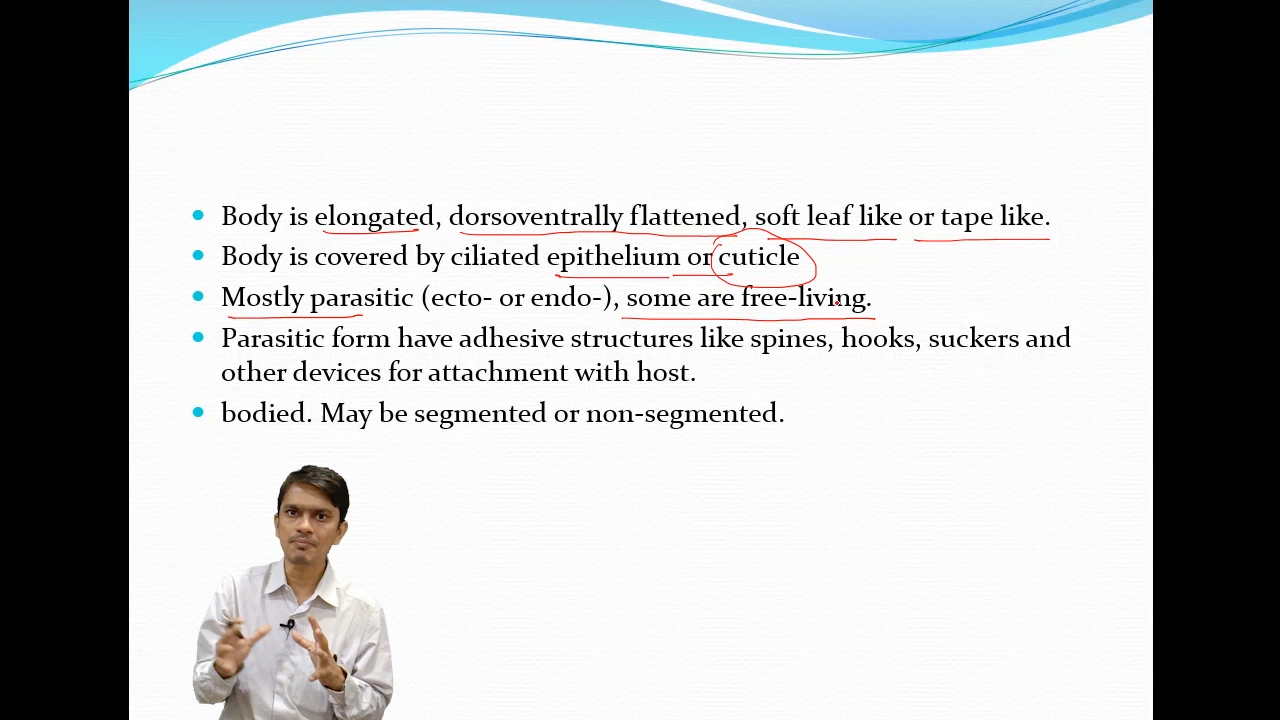 Body is elongated, dorsoventrally flattened, soft leaf like or tape like.
Body is covered by ciliated epithelium or cuticle
Mostly parasitic (ecto- or endo-), some are free-living.
Parasitic form have adhesive structures like spines, hooks, suckers and
other devices for attachment with host.
bodied. May be segmented or non-segmented.